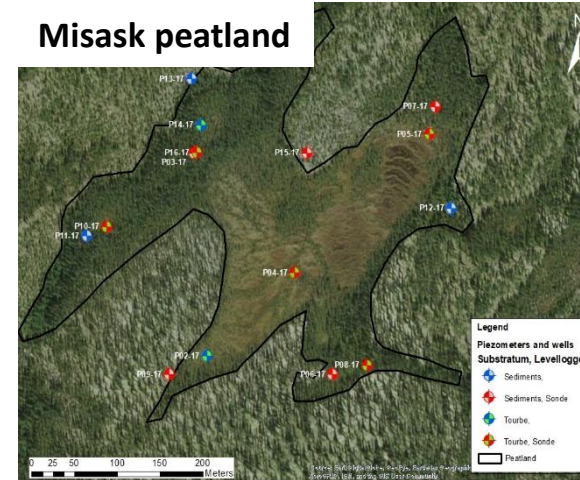 Misask peatland
P13-17
P07-17
P14-17
P05-17
P16-17
P15-17
P03-17
P12-17
P10-17
P11-17
P04-17
Legend
Piezometers and wells
Substratum, Levellogge
Sediments,
Sediments, Sonde
Tourbe,
Tourbe, Sonde
Peatland
P02-17
P08-17
P09-17
P06-17
0 25 50 100 150 200
Meters